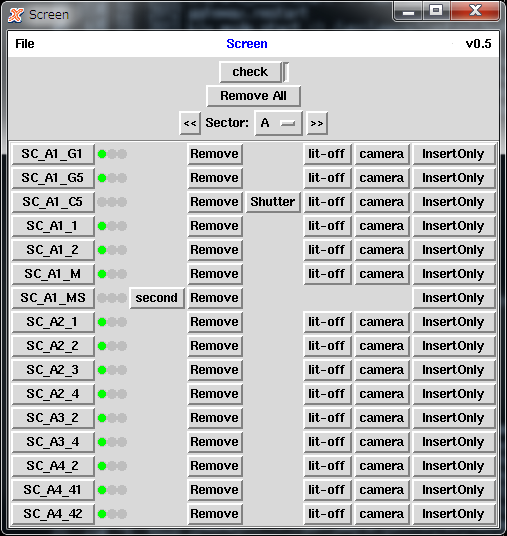 Screen
File Screen v0.5
check
Remove All
<< Sector: A >>
SC_A1_G1 Remove lit-off camera InsertOnly
SC_A1_G5 Remove lit-off camera InsertOnly
SC_A1_C5 Remove Shutter lit-off camera InsertOnly
SC_A1_1 Remove lit-off camera InsertOnly
SC_A1_2 Remove lit-off camera InsertOnly
SC_A1_M Remove lit-off camera InsertOnly
SC_A1_MS second Remove InsertOnly
SC_A2_1 Remove lit-off camera InsertOnly
SC_A2_2 Remove lit-off camera InsertOnly
SC_A2_3 Remove lit-off camera InsertOnly
SC_A2_4 Remove lit-off camera InsertOnly
SC_A3_2 Remove lit-off camera InsertOnly
SC_A3_4 Remove lit-off camera InsertOnly
SC_A4_2 Remove lit-off camera InsertOnly
SC_A4_41 Remove lit-off camera InsertOnly
SC_A4_42 Remove lit-off camera InsertOnly